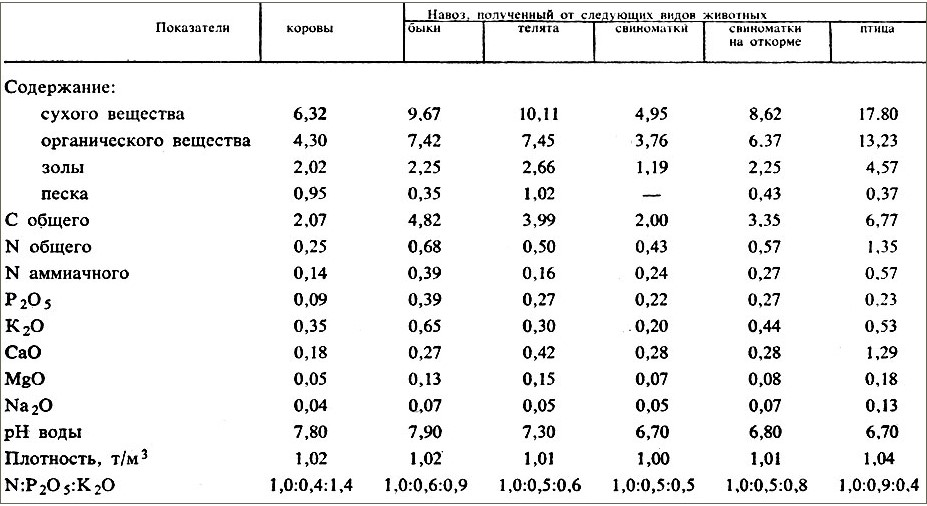 Навоз, полученный от следующих видов животных
Показатели коровы быки телята свиноматки свиноматки на откорме птица
Содержание:
сухого вещества 6,32 9,67 10,11 4,95 8,62 17.80
органического вещества 4,30 7,42 7,45 3,76 6.37 13,23
золы 2,02 2,25 2,66 1,19 2,25 4,57
песка 0,95 0,35 1,02 — 0,43 0,37
С общего 2,07 4,82 3,99 2,00 3,35 6,77
N общего 0,25 0,68 0,50 0,43 0,57 1,35
N аммиачного 0,14 0,39 0,16 0,24 0,27 0,57
P2O5 0,09 0,39 0,27 0,22 0,27 0,23
K2O 0,35 0,65 0,30 0,20 0,44 0,53
CaO 0,18 0,27 0,42 0,28 0,28 1,29
MgO 0,05 0,13 0,15 0,07 0,08 0,18
Na2O 0,04 0,07 0,05 0,05 0,07 0,13
pH воды 7,80 7,90 7,30 6,70 6,80 6,70
Плотность, т/м3 1,02 1,02 1,01 1,00 1,01 1,04
N:P2O5:K2O 1,0:0,4:1,4 1,0:0,6:0,9 1,0:0,5:0,6 1,0:0,5:0,5 1,0:0,5:0,8 1,0:0,9:0,4